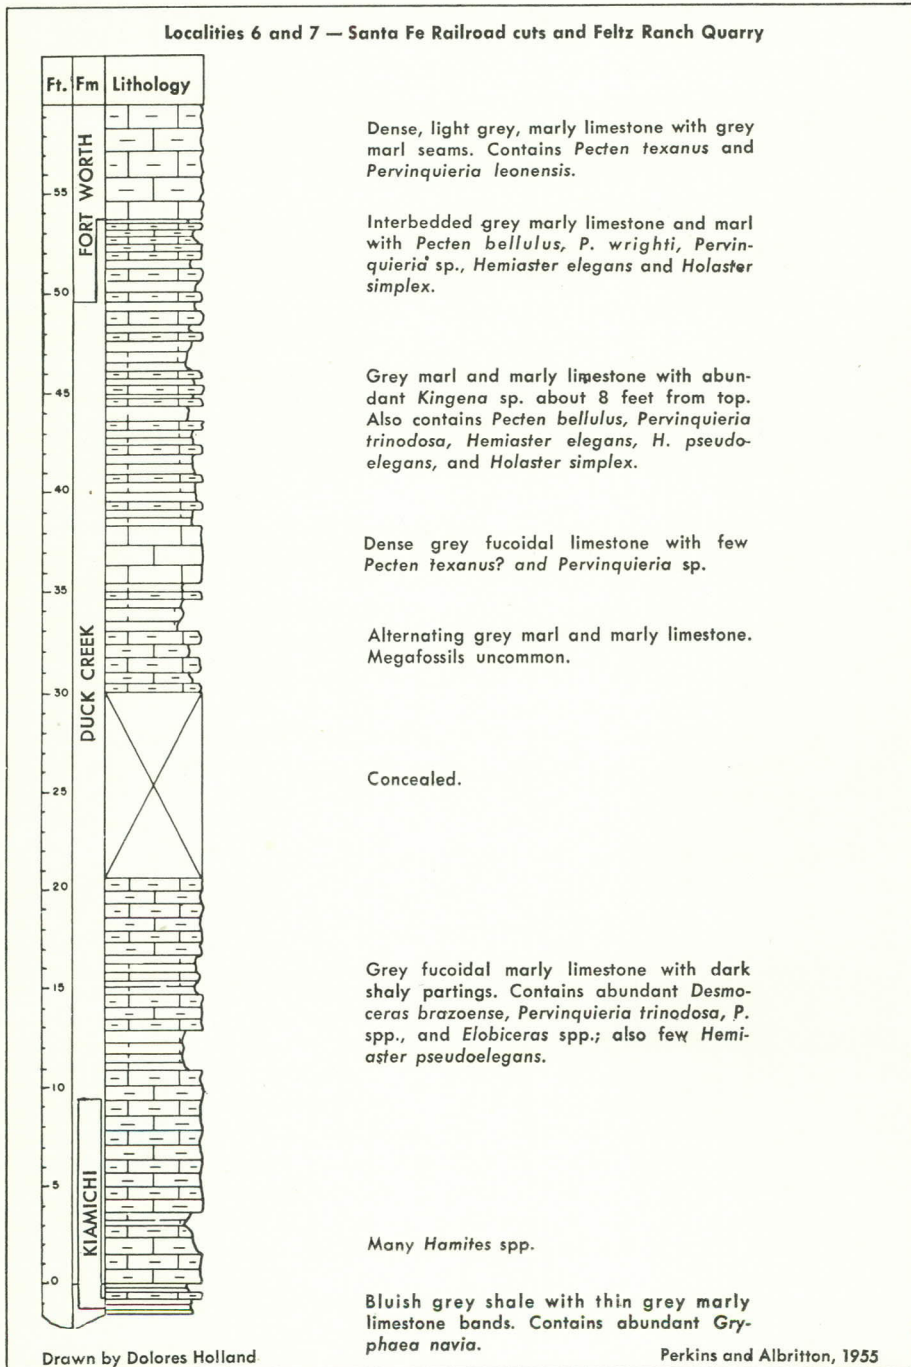 Localities 6 and 7 — Santa Fe Railroad cuts and Feltz Ranch Quarry
Ft. Fm Lithology
FORT WORTH
DUCK CREEK
KIAMICHI
55
50
45
40
35
30
25
20
15
10
5
0
Dense, light grey, marly limestone with grey
marl seams. Contains Pecten texanus and
Pervinquieria leonensis.
Interbedded grey marly limestone and marl
with Pecten bellulus, P. wrighti, Pervin-
quieria sp., Hemiaster elegans and Holaster
simplex.
Grey marl and marly limestone with abun-
dant Kingena sp. about 8 feet from top.
Also contains Pecten bellulus, Pervinquieria
trinodosa, Hemiaster elegans, H. pseudo-
elegans, and Holaster simplex.
Dense grey fucoidal limestone with few
Pecten texanus? and Pervinquieria sp.
Alternating grey marl and marly limestone.
Megafossils uncommon.
Concealed.
Grey fucoidal marly limestone with dark
shaly partings. Contains abundant Desmo-
ceras brazoense, Pervinquieria trinodosa, P.
spp., and Elobiceras spp.; also few Hemi-
aster pseudoelegans.
Many Hamites spp.
Bluish grey shale with thin grey marly
limestone bands. Contains abundant Gry-
phaea navia.
Drawn by Dolores Holland
Perkins and Albritton, 1955